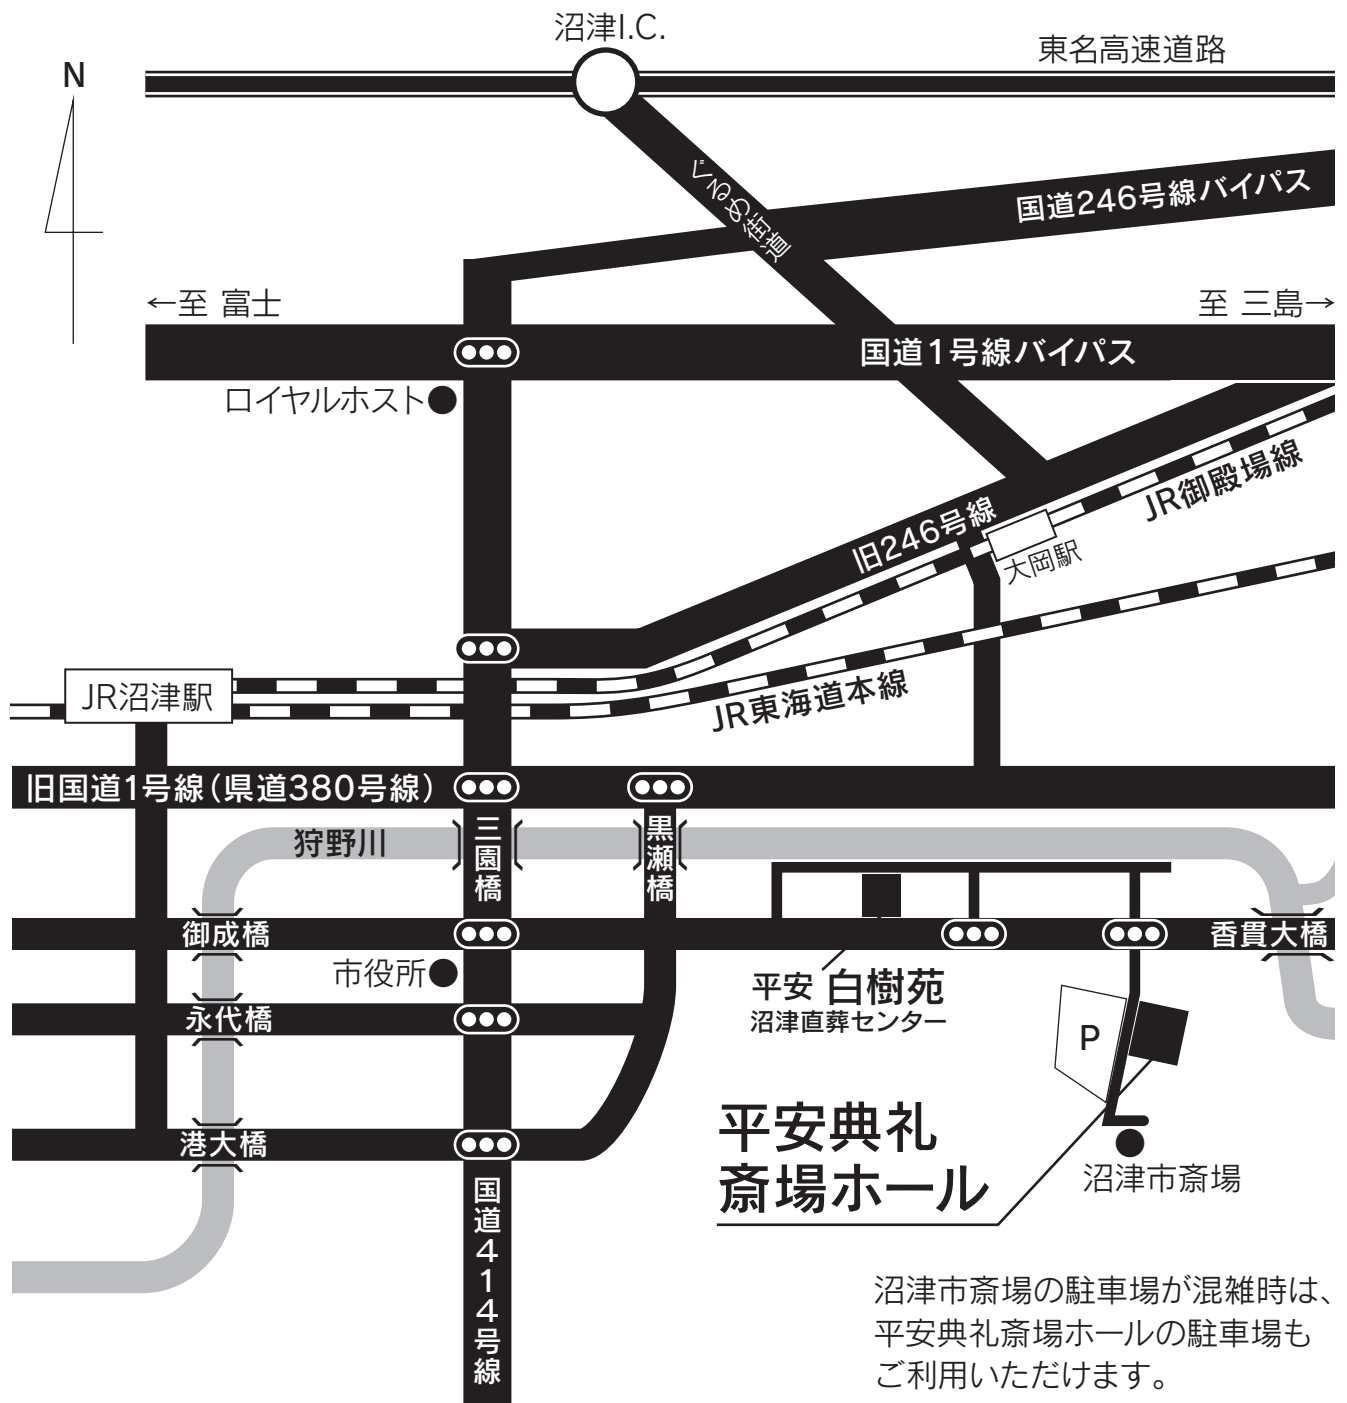 沼津I.C.
東名高速道路
N
ぐるめ街道
国道246号線バイパス
←至 富士
至 三島→
国道1号線バイパス
ロイヤルホスト
旧246号線
JR御殿場線
大岡駅
JR沼津駅
JR東海道本線
旧国道1号線(県道380号線)
狩野川
三園橋
黒瀬橋
御成橋
香貫大橋
市役所
平安 白樹苑
沼津直葬センター
永代橋
P
平安典礼
斎場ホール
港大橋
沼津市斎場
国道414号線
沼津市斎場の駐車場が混雑時は、
平安典礼斎場ホールの駐車場も
ご利用いただけます。